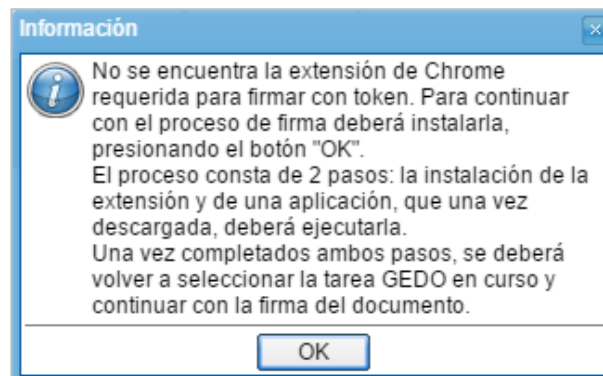 Información
No se encuentra la extensión de Chrome
requerida para firmar con token. Para continuar
con el proceso de firma deberá instalarla,
presionando el botón "OK".
El proceso consta de 2 pasos: la instalación de la
extensión y de una aplicación, que una vez
descargada, deberá ejecutarla.
Una vez completados ambos pasos, se deberá
volver a seleccionar la tarea GEDO en curso y
continuar con la firma del documento.
OK